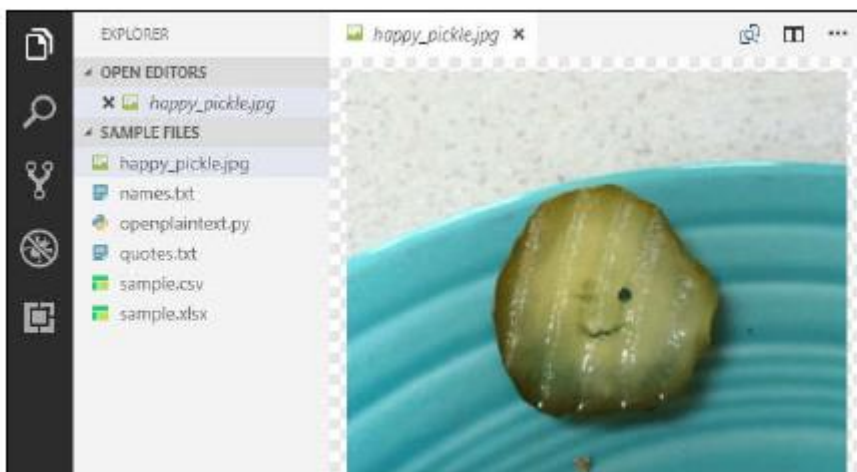 EXPLORER
OPEN EDITORS
happy_pickle.jpg
SAMPLE FILES
happy_pickle.jpg
names.txt
openplaintext.py
quotes.txt
sample.csv
sample.xlsx
happy_pickle.jpg